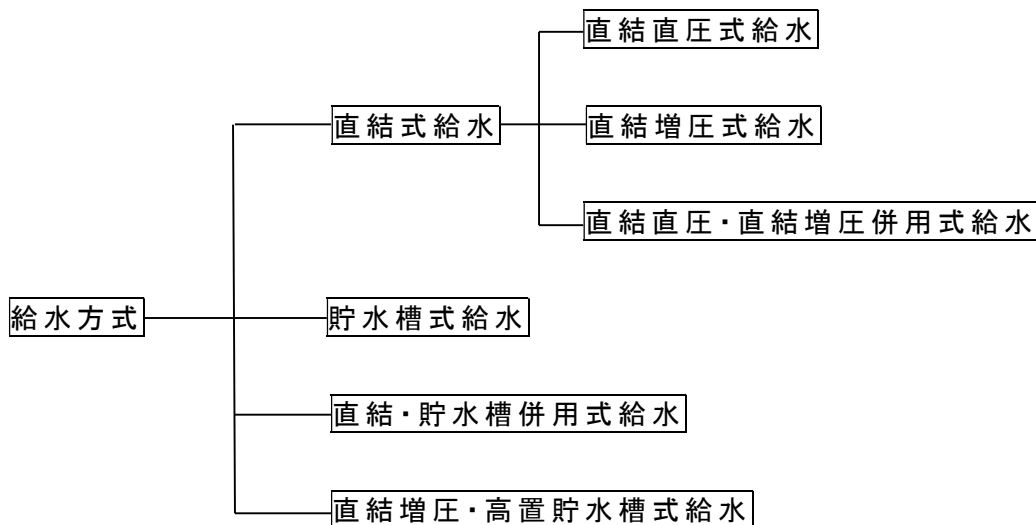 直結直圧式給水
直結式給水
直結増圧式給水
直結直圧・直結増圧併用式給水
給水方式
貯水槽式給水
直結・貯水槽併用式給水
直結増圧・高置貯水槽式給水